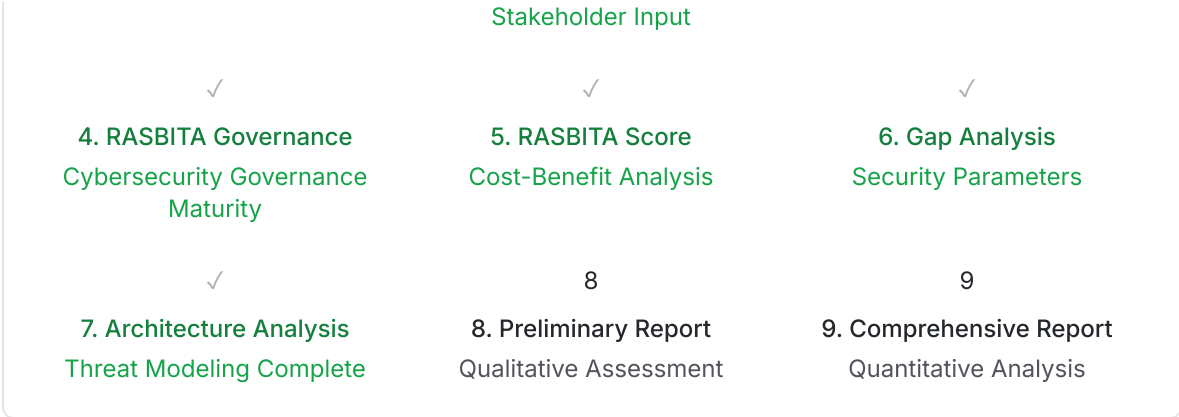 Stakeholder Input
✓ ✓ ✓
4. RASBITA Governance 5. RASBITA Score 6. Gap Analysis
Cybersecurity Governance Cost-Benefit Analysis Security Parameters
Maturity
✓ 8 9
7. Architecture Analysis 8. Preliminary Report 9. Comprehensive Report
Threat Modeling Complete Qualitative Assessment Quantitative Analysis